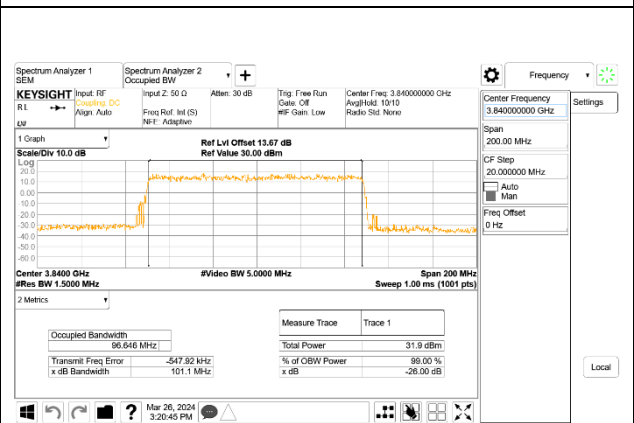 Spectrum Analyzer 1
SEM
Spectrum Analyzer 2
Occupied BW
Frequency
KEYSIGHT
Input: RF
Coupling: DC
Align: Auto
Input Z: 50 Ω
Freq Ref: Int (S)
NFE: Adaptive
Atten: 30 dB
Trig: Free Run
Gate: Off
#IF Gain: Low
Center Freq: 3.840000000 GHz
Avg|Hold: 10/10
Radio Std: None
Center Frequency
3.840000000 GHz
Settings
Span
200.00 MHz
CF Step
20.000000 MHz
Auto
Man
Freq Offset
0 Hz
1 Graph
Scale/Div 10.0 dB
Ref Lvl Offset 13.67 dB
Ref Value 30.00 dBm
Log
20.0
10.0
0.00
-10.0
-20.0
-30.0
-40.0
-50.0
-60.0
Center 3.8400 GHz
#Video BW 5.0000 MHz
Span 200 MHz
#Res BW 1.5000 MHz
Sweep 1.00 ms (1001 pts)
2 Metrics
Occupied Bandwidth
96.646 MHz
Transmit Freq Error -547.92 kHz
x dB Bandwidth 101.1 MHz
Measure Trace Trace 1
Total Power 31.9 dBm
% of OBW Power 99.00 %
x dB -26.00 dB
Local
Mar 26, 2024
3:20:45 PM